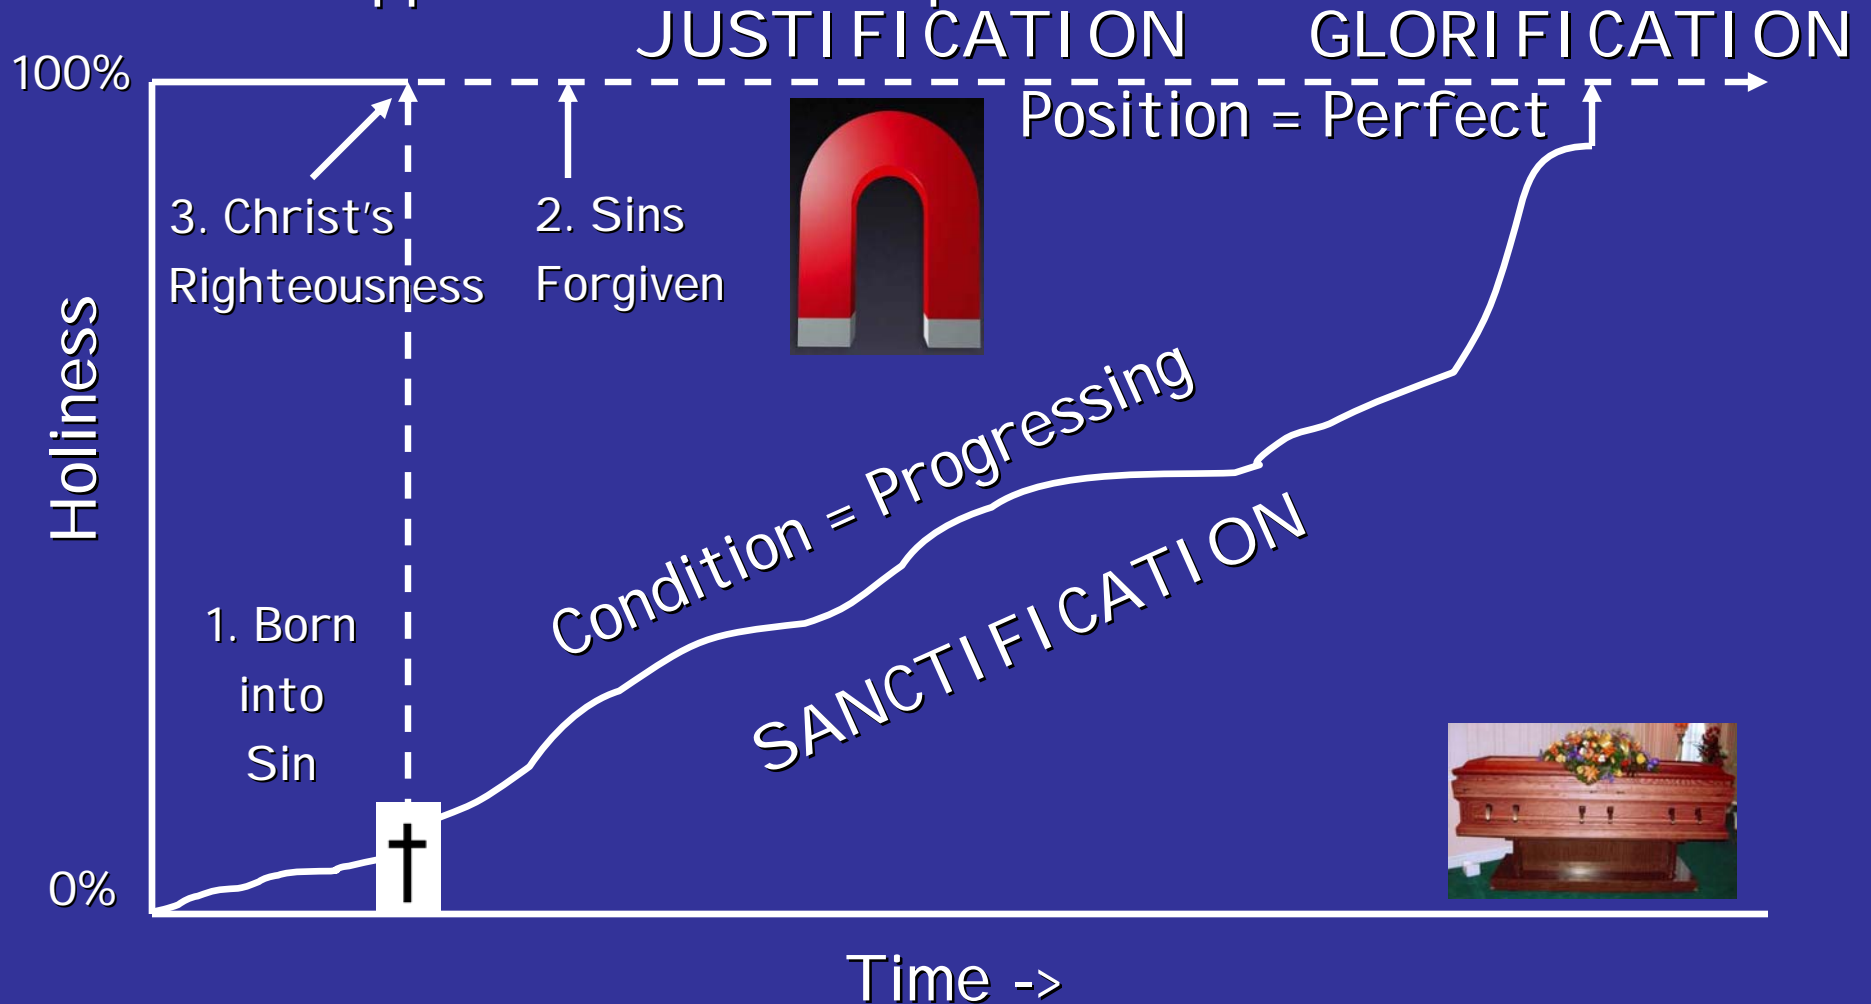 JUSTIFICATION
GLORIFICATION
100%
Position = Perfect
3. Christ's
Righteousness
2. Sins
Forgiven
Holiness
Condition = Progressing
SANCTIFICATION
1. Born
into
Sin
0%
Time ->